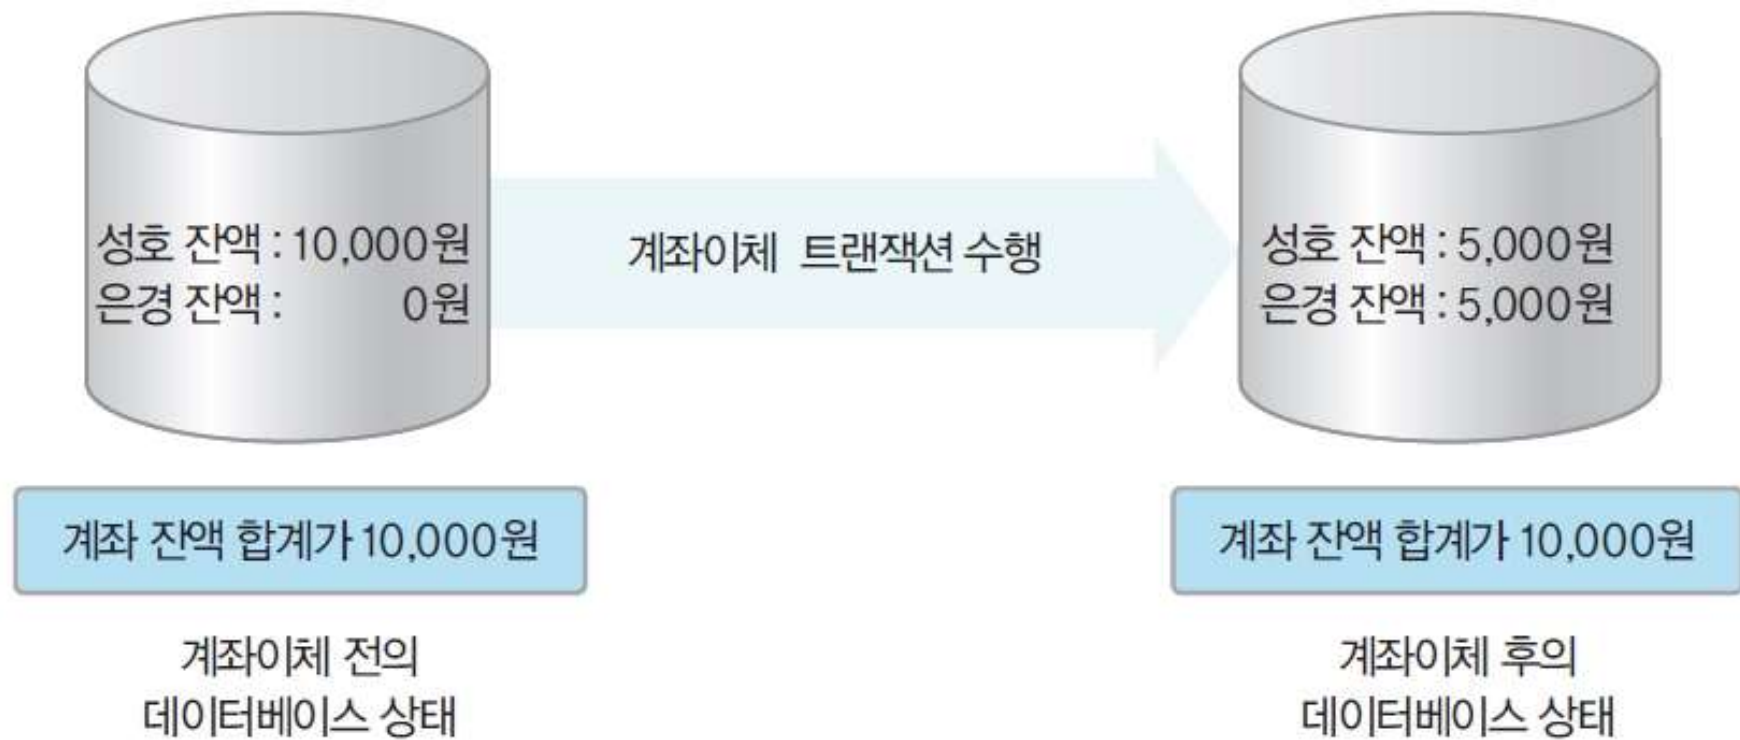 성호 잔액 : 10,000원
은경 잔액 : 0원
계좌이체 트랜잭션 수행
성호 잔액 : 5,000원
은경 잔액 : 5,000원
계좌 잔액 합계가 10,000원
계좌 잔액 합계가 10,000원
계좌이체 전의
데이터베이스 상태
계좌이체 후의
데이터베이스 상태